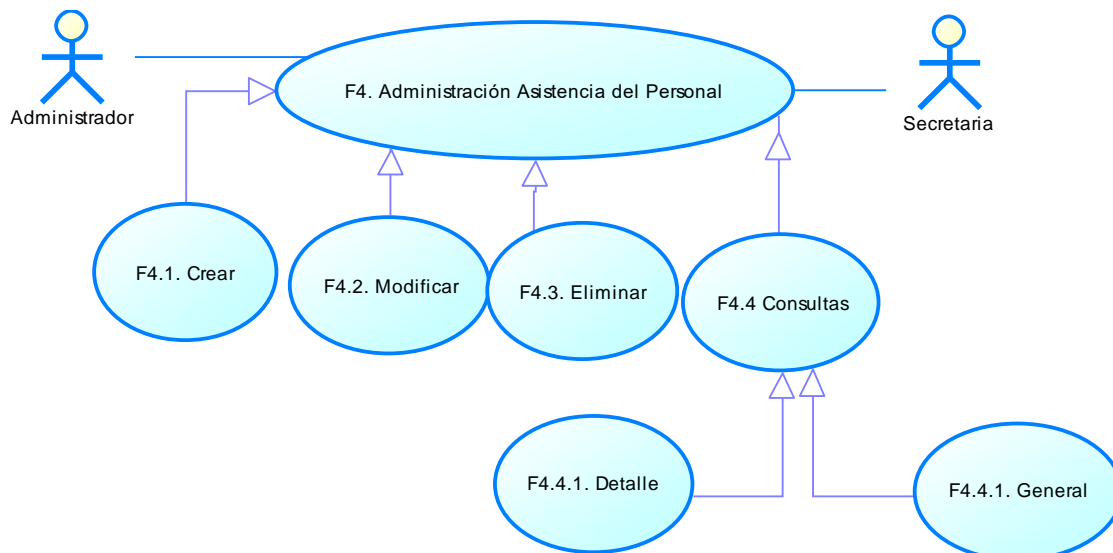 F4. Administración Asistencia del Personal
Administrador
Secretaria
F4.1. Crear
F4.2. Modificar
F4.3. Eliminar
F4.4 Consultas
F4.4.1. Detalle
F4.4.1. General